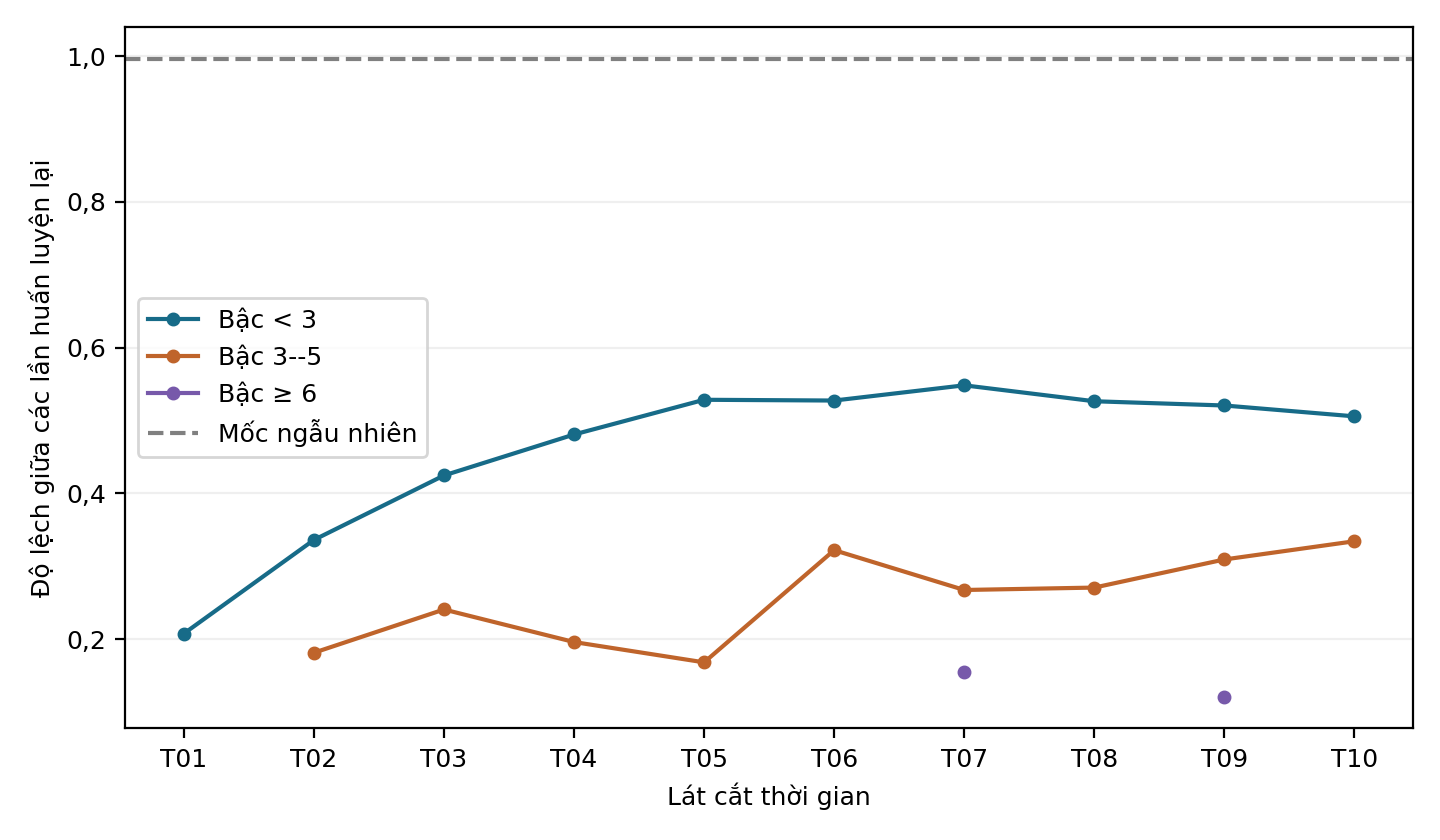 Độ lệch giữa các lần huấn luyện lại
1,0
0,8
0,6
0,4
0,2
Bậc < 3
Bậc 3--5
Bậc ≥ 6
Mốc ngẫu nhiên
T01 T02 T03 T04 T05 T06 T07 T08 T09 T10
Lát cắt thời gian